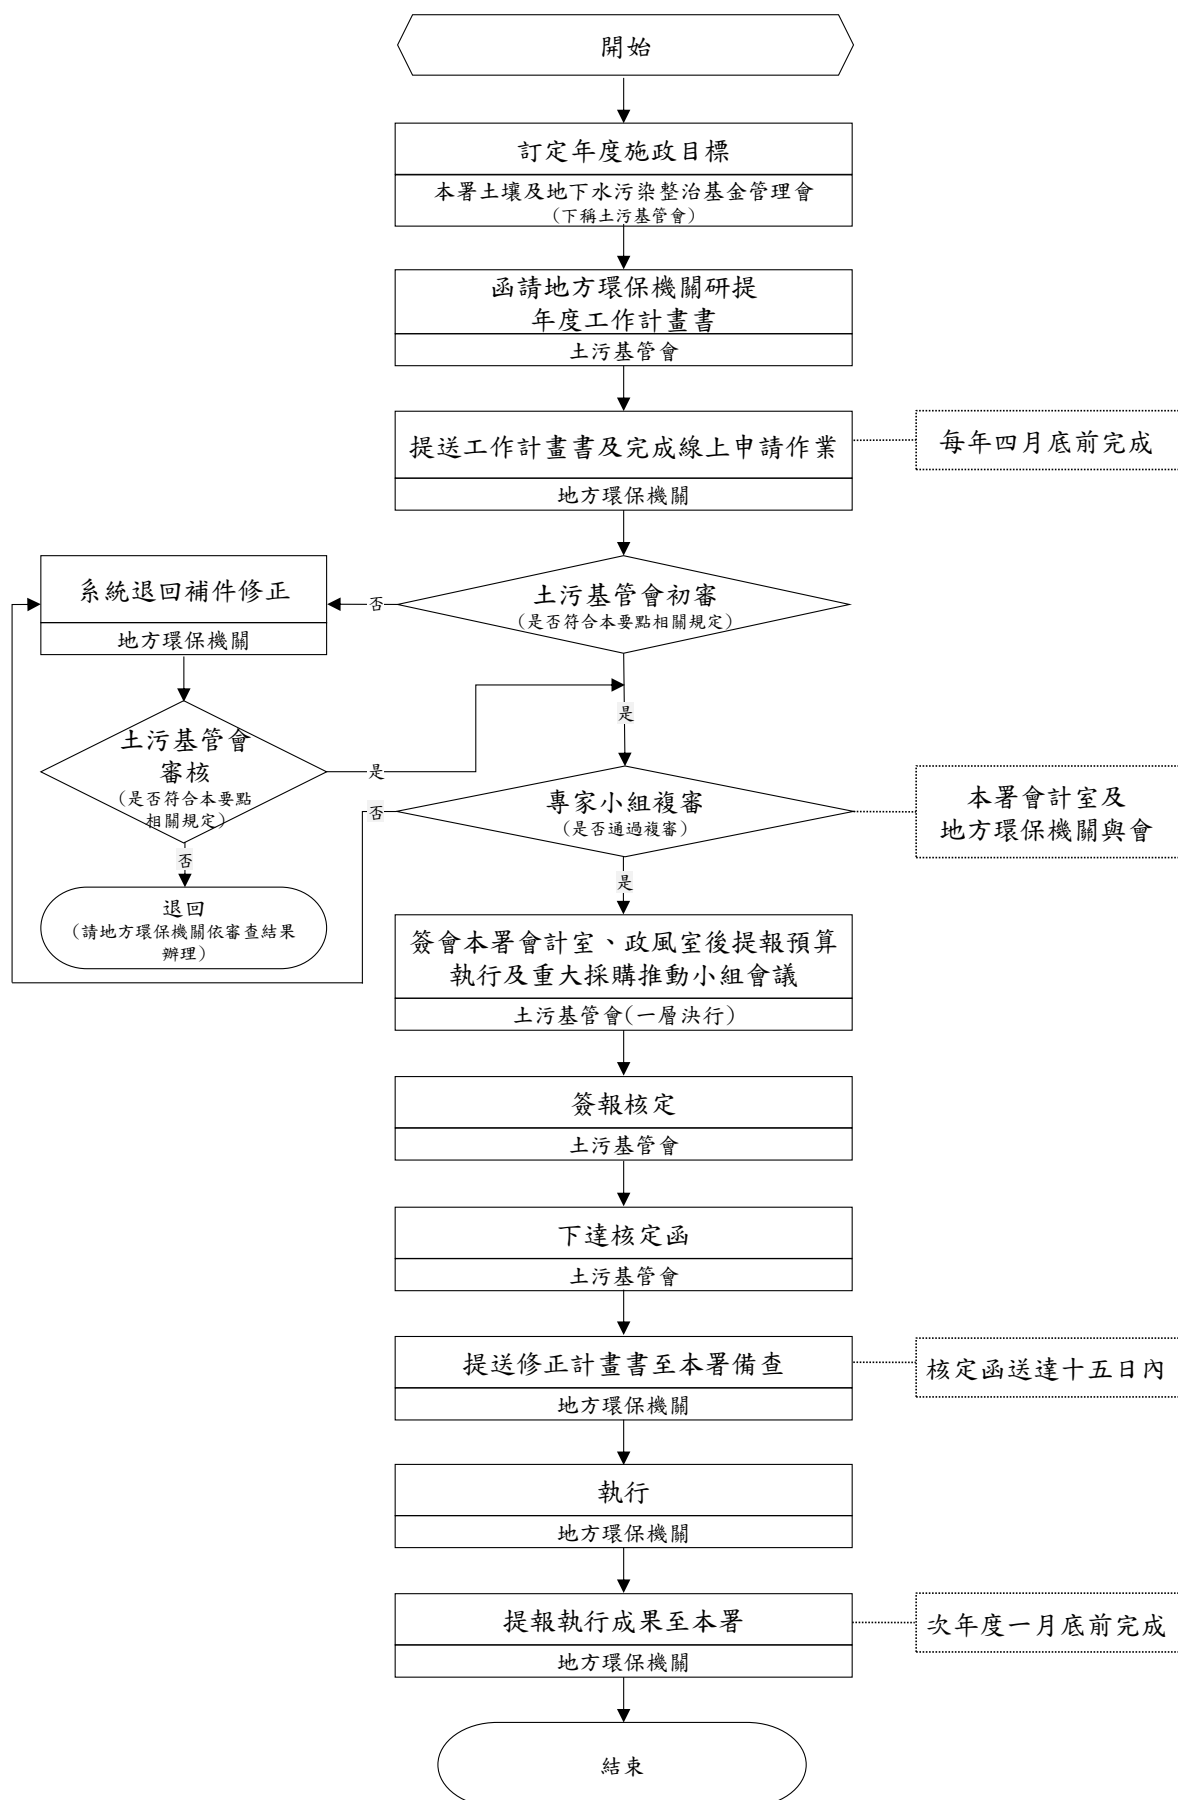 開始
訂定年度施政目標
本署土壤及地下水污染整治基金管理會
(下稱土污基管會)
函請地方環保機關研提
年度工作計畫書
土污基管會
提送工作計畫書及完成線上申請作業
地方環保機關
每年四月底前完成
土污基管會初審
(是否符合本要點相關規定)
否
系統退回補件修正
地方環保機關
是
土污基管會
審核
(是否符合本要點
相關規定)
是
否
退回
(請地方環保機關依審查結果
辦理)
專家小組複審
(是否通過複審)
否
本署會計室及
地方環保機關與會
是
簽會本署會計室、政風室後提報預算
執行及重大採購推動小組會議
土污基管會(一層決行)
簽報核定
土污基管會
下達核定函
土污基管會
提送修正計畫書至本署備查
地方環保機關
核定函送達十五日內
執行
地方環保機關
提報執行成果至本署
地方環保機關
次年度一月底前完成
結束